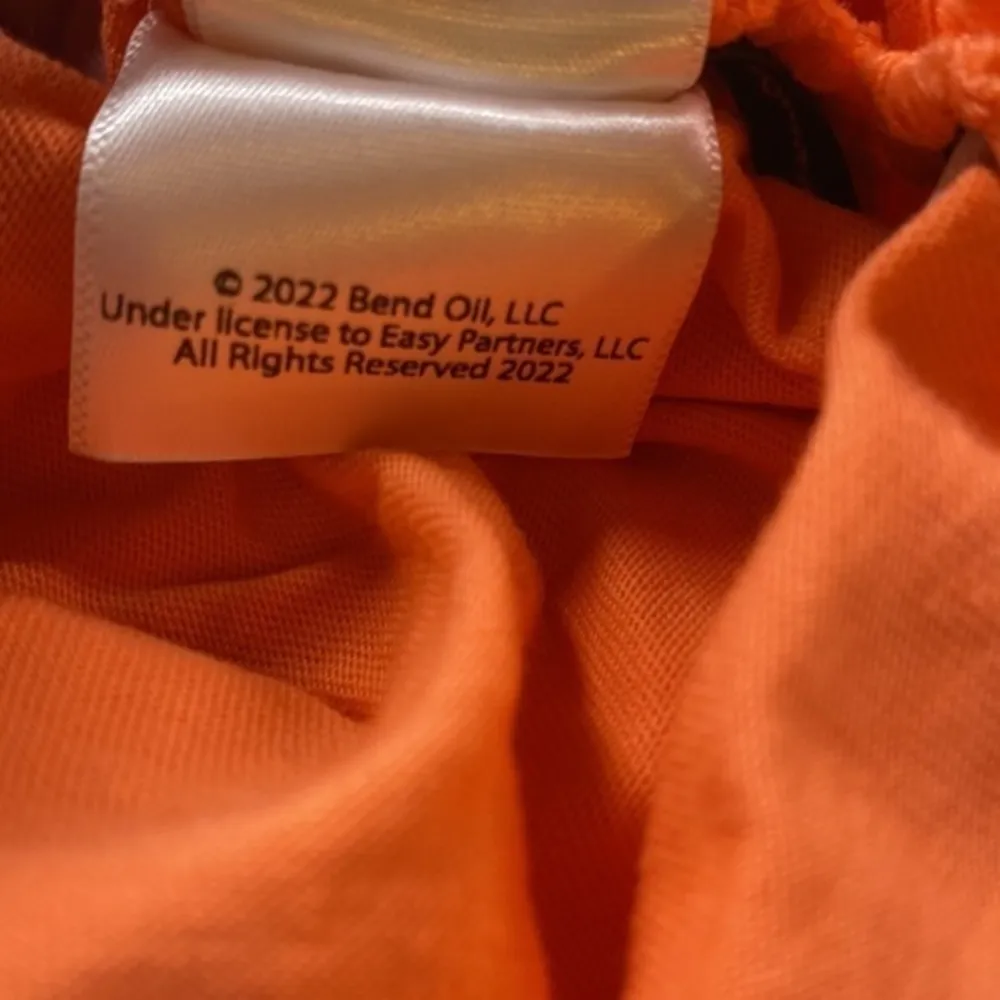 © 2022 Bend Oil, LLC
Under license to Easy Partners, LLC
All Rights Reserved 2022